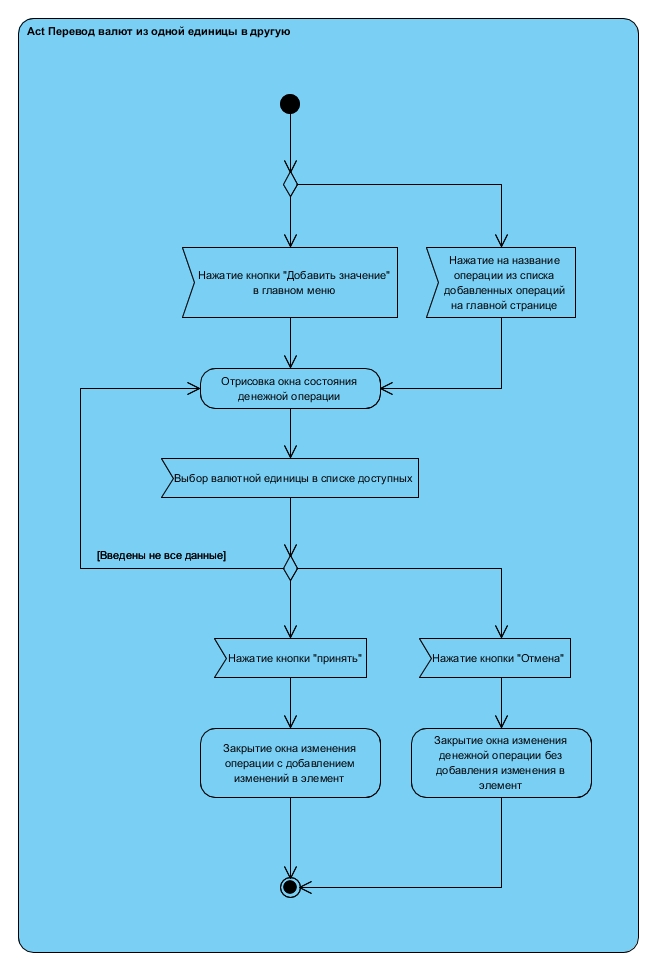 Act Перевод валют из одной единицы в другую
Нажатие кнопки "Добавить значение"
в главном меню
Нажатие на название
операции из списка
добавленных операций
на главной странице
Отрисовка окна состояния
денежной операции
Выбор валютной единицы в списке доступных
[Введены не все данные]
Нажатие кнопки "принять"
Нажатие кнопки "Отмена"
Закрытие окна изменения
операции с добавлением
изменений в элемент
Закрытие окна изменения
денежной операции без
добавления изменения в
элемент